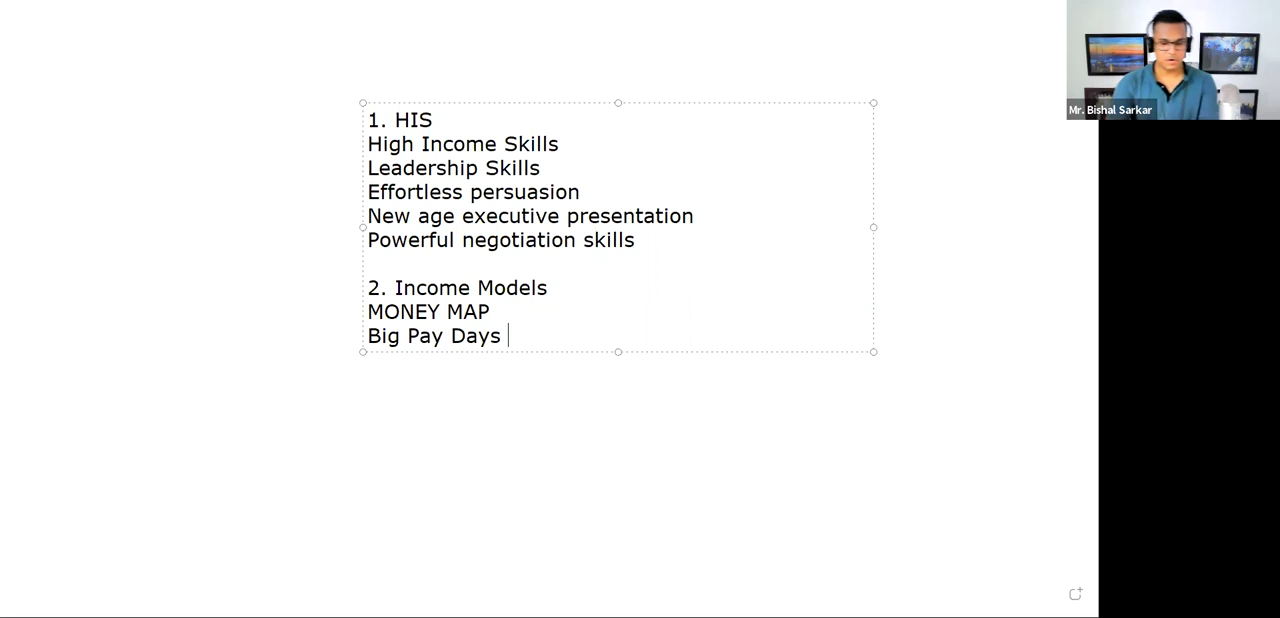 Mr. Bishal Sarkar
1. HIS
High Income Skills
Leadership Skills
Effortless persuasion
New age executive presentation
Powerful negotiation skills
2. Income Models
MONEY MAP
Big Pay Days